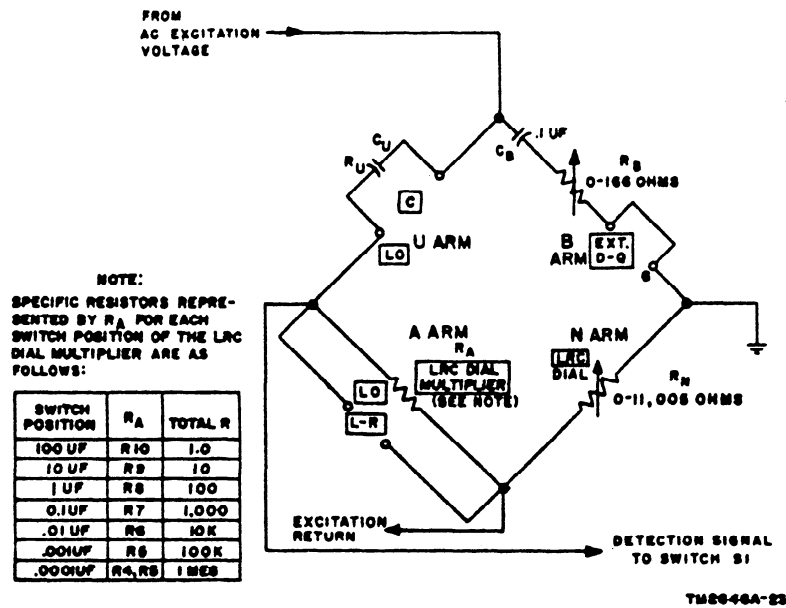 FROM
AC EXCITATION
VOLTAGE
CU
RU
.1 UF
CB
RB
0-166 OHMS
C
LO
U ARM
B
ARM
EXT.
D-Q
NOTE:
SPECIFIC RESISTORS REPRE-
SENTED BY RA FOR EACH
SWITCH POSITION OF THE LRC
DIAL MULTIPLIER ARE AS
FOLLOWS:
A ARM
RA
LRC DIAL
MULTIPLIER
(SEE NOTE)
N ARM
LRC
DIAL
RN
0-11,005 OHMS
LO
L-R
SWITCH POSITION RA TOTAL R
100 UF R10 1.0
10 UF R9 10
1 UF R8 100
0.1UF R7 1,000
.01 UF R6 10K
.001UF 100K
.0001UF R4,R5 1 MEG
EXCITATION
RETURN
DETECTION SIGNAL
TO SWITCH S1